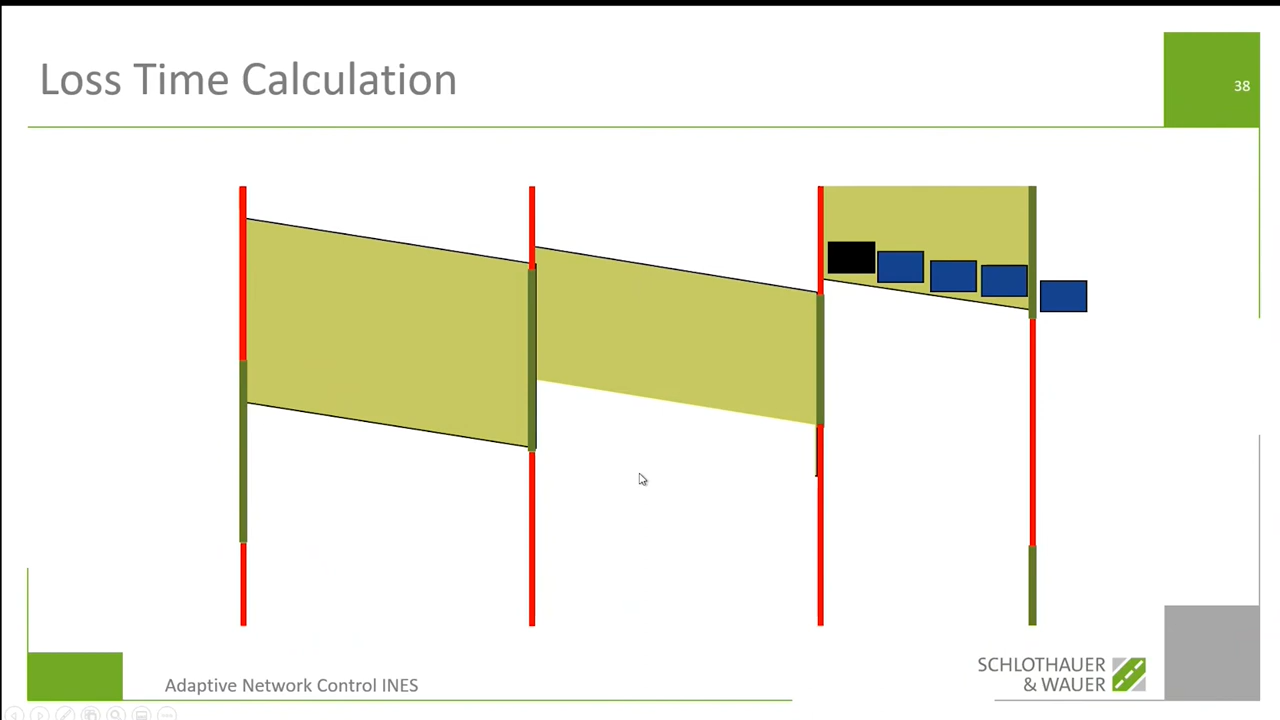 Loss Time Calculation
38
SCHLOTHAUER
& WAUER
Adaptive Network Control INES